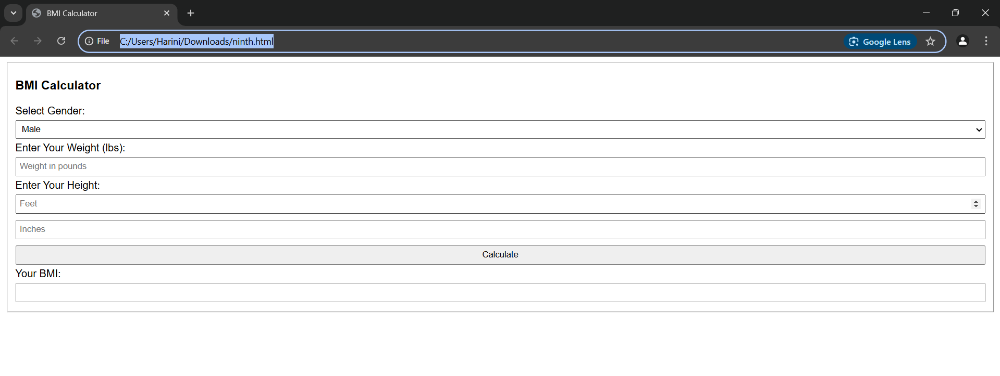 BMI Calculator
File C:/Users/Harini/Downloads/ninth.html Google Lens
BMI Calculator
Select Gender:
Male
Enter Your Weight (lbs):
Weight in pounds
Enter Your Height:
Feet
Inches
Calculate
Your BMI: